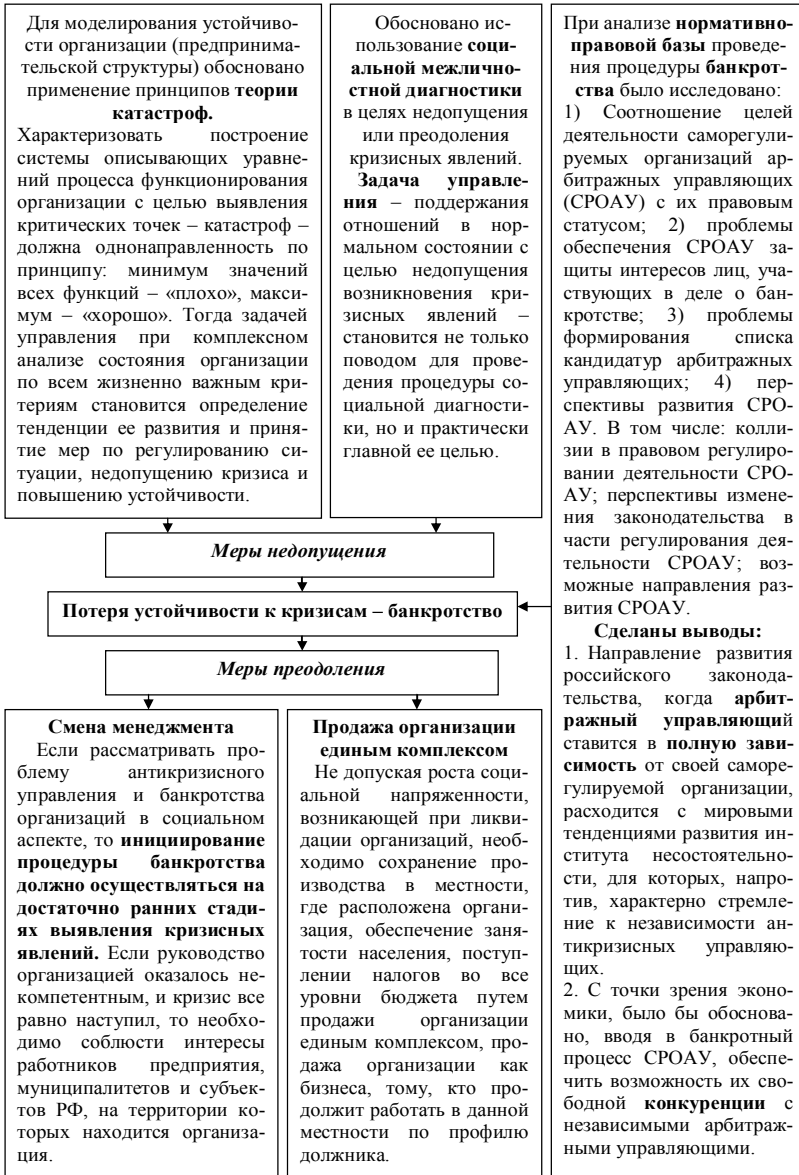 Для моделирования устойчиво-
сти организации (предпринима-
тельской структуры) обосновано
применение принципов теории
катастроф.
Характеризовать построение
системы описывающих уравне-
ний процесса функционирования
организации с целью выявления
критических точек – катастроф –
должна однонаправленность по
принципу: минимум значений
всех функций – «плохо», макси-
мум – «хорошо». Тогда задачей
управления при комплексном
анализе состояния организации
по всем жизненно важным кри-
териям становится определение
тенденции ее развития и приня-
тие мер по регулированию си-
туации, недопущению кризиса и
повышению устойчивости.
Обосновано ис-
пользование соци-
альной межлично-
стной диагностики
в целях недопущения
или преодоления
кризисных явлений.
Задача управле-
ния – поддержания
отношений в нор-
мальном состоянии с
целью недопущения
возникновения кри-
зисных явлений –
становится не только
поводом для прове-
дения процедуры со-
циальной диагности-
ки, но и практически
главной ее целью.
При анализе нормативно-
правовой базы проведе-
ния процедуры банкрот-
ства было исследовано:
1) Соотношение целей
деятельности саморегули-
руемых организаций ар-
битражных управляющих
(СРОАУ) с их правовым
статусом; 2) проблемы
обеспечения СРОАУ за-
щиты интересов лиц, уча-
ствующих в деле о бан-
кротстве; 3) проблемы
формирования списка
кандидатур арбитражных
управляющих; 4) пер-
спективы развития СРО-
АУ. В том числе: колли-
зии в правовом регулиро-
вании деятельности СРО-
АУ; перспективы измене-
ния законодательства в
части регулирования дея-
тельности СРОАУ; воз-
можные направления раз-
вития СРОАУ.
Сделаны выводы:
1. Направление развития
российского законода-
тельства, когда арбит-
ражный управляющий
ставится в полную зави-
симость от своей саморе-
гулируемой организации,
расходится с мировыми
тенденциями развития ин-
ститута несостоятельно-
сти, для которых, напро-
тив, характерно стремле-
ние к независимости ан-
тикризисных управляю-
щих.
2. С точки зрения эконо-
мики, было бы обоснова-
но, вводя в банкротный
процесс СРОАУ, обеспе-
чить возможность их сво-
бодной конкуренции с
независимыми арбитраж-
ными управляющими.
Меры недопущения
Потеря устойчивости к кризисам – банкротство
Меры преодоления
Смена менеджмента
Если рассматривать про-
блему антикризисного
управления и банкротства
организаций в социальном
аспекте, то инициирование
процедуры банкротства
должно осуществляться на
достаточно ранних стади-
ях выявления кризисных
явлений. Если руководство
организацией оказалось не-
компетентным, и кризис все
равно наступил, то необхо-
димо соблюсти интересы
работников предприятия,
муниципалитетов и субъек-
тов РФ, на территории ко-
торых находится организа-
ция.
Продажа организации
единым комплексом
Не допуская роста соци-
альной напряженности,
возникающей при ликви-
дации организаций, необ-
ходимо сохранение про-
изводства в местности,
где расположена органи-
зация, обеспечение заня-
тости населения, поступ-
лении налогов во все
уровни бюджета путем
продажи организации
единым комплексом, про-
дажа организации как
бизнеса, тому, кто про-
должит работать в данной
местности по профилю
должника.